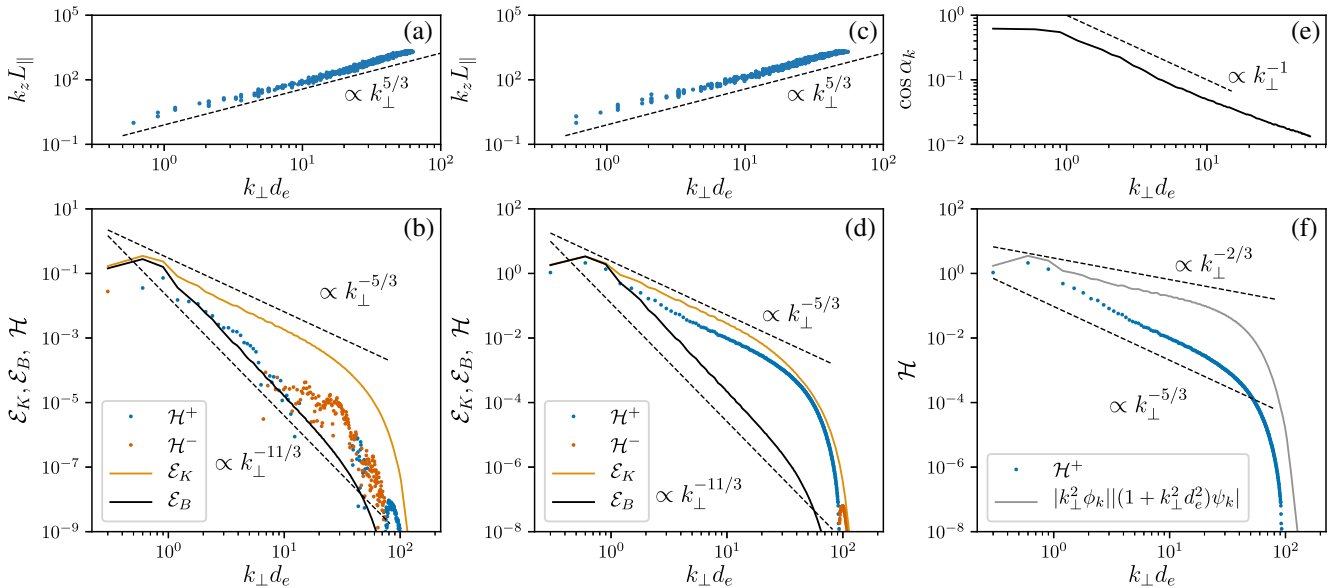 (a)
10^5
10^2
10^{-1}
k_z L_∥
∝ k_⊥^{5/3}
10^0
10^1
10^2
k_⊥ d_e
(c)
10^5
10^2
10^{-1}
k_z L_∥
∝ k_⊥^{5/3}
10^0
10^1
10^2
k_⊥ d_e
(e)
10^0
10^{-1}
10^{-2}
cos α_k
∝ k_⊥^{-1}
10^0
10^1
k_⊥ d_e
(b)
10^1
10^{-1}
10^{-3}
10^{-5}
10^{-7}
10^{-9}
ℰ_K, ℰ_B, ℋ
∝ k_⊥^{-5/3}
∝ k_⊥^{-11/3}
ℋ^+
ℋ^-
ℰ_K
ℰ_B
10^0
10^1
10^2
k_⊥ d_e
(d)
10^2
10^0
10^{-2}
10^{-4}
10^{-6}
10^{-8}
ℰ_K, ℰ_B, ℋ
∝ k_⊥^{-5/3}
∝ k_⊥^{-11/3}
ℋ^+
ℋ^-
ℰ_K
ℰ_B
10^0
10^1
10^2
k_⊥ d_e
(f)
10^2
10^0
10^{-2}
10^{-4}
10^{-6}
10^{-8}
ℋ
∝ k_⊥^{-2/3}
∝ k_⊥^{-5/3}
ℋ^+
|k_⊥^2 ϕ_k||(1 + k_⊥^2 d_e^2)ψ_k|
10^0
10^1
10^2
k_⊥ d_e